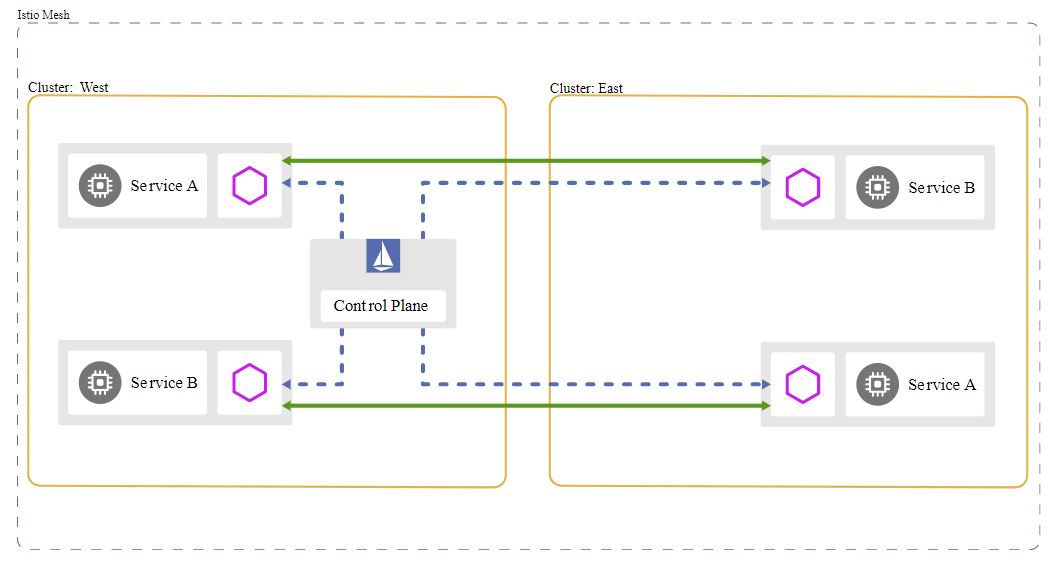 Istio Mesh
Cluster: West
Cluster: East
Service A
Service B
Control Plane
Service B
Service A